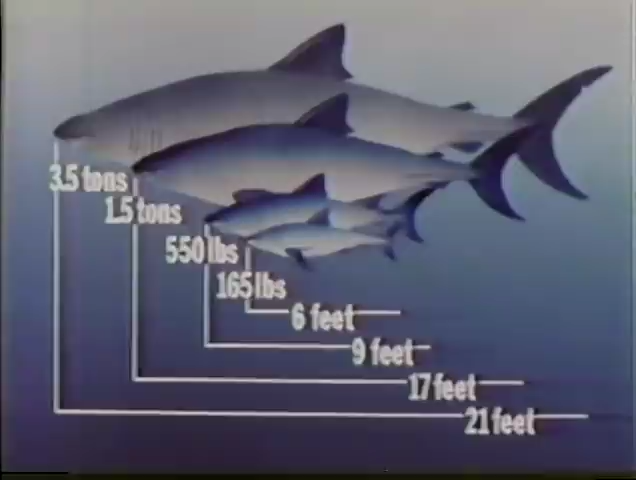 3.5 tons
1.5 tons
550 lbs
165 lbs
6 feet
9 feet
17 feet
21 feet